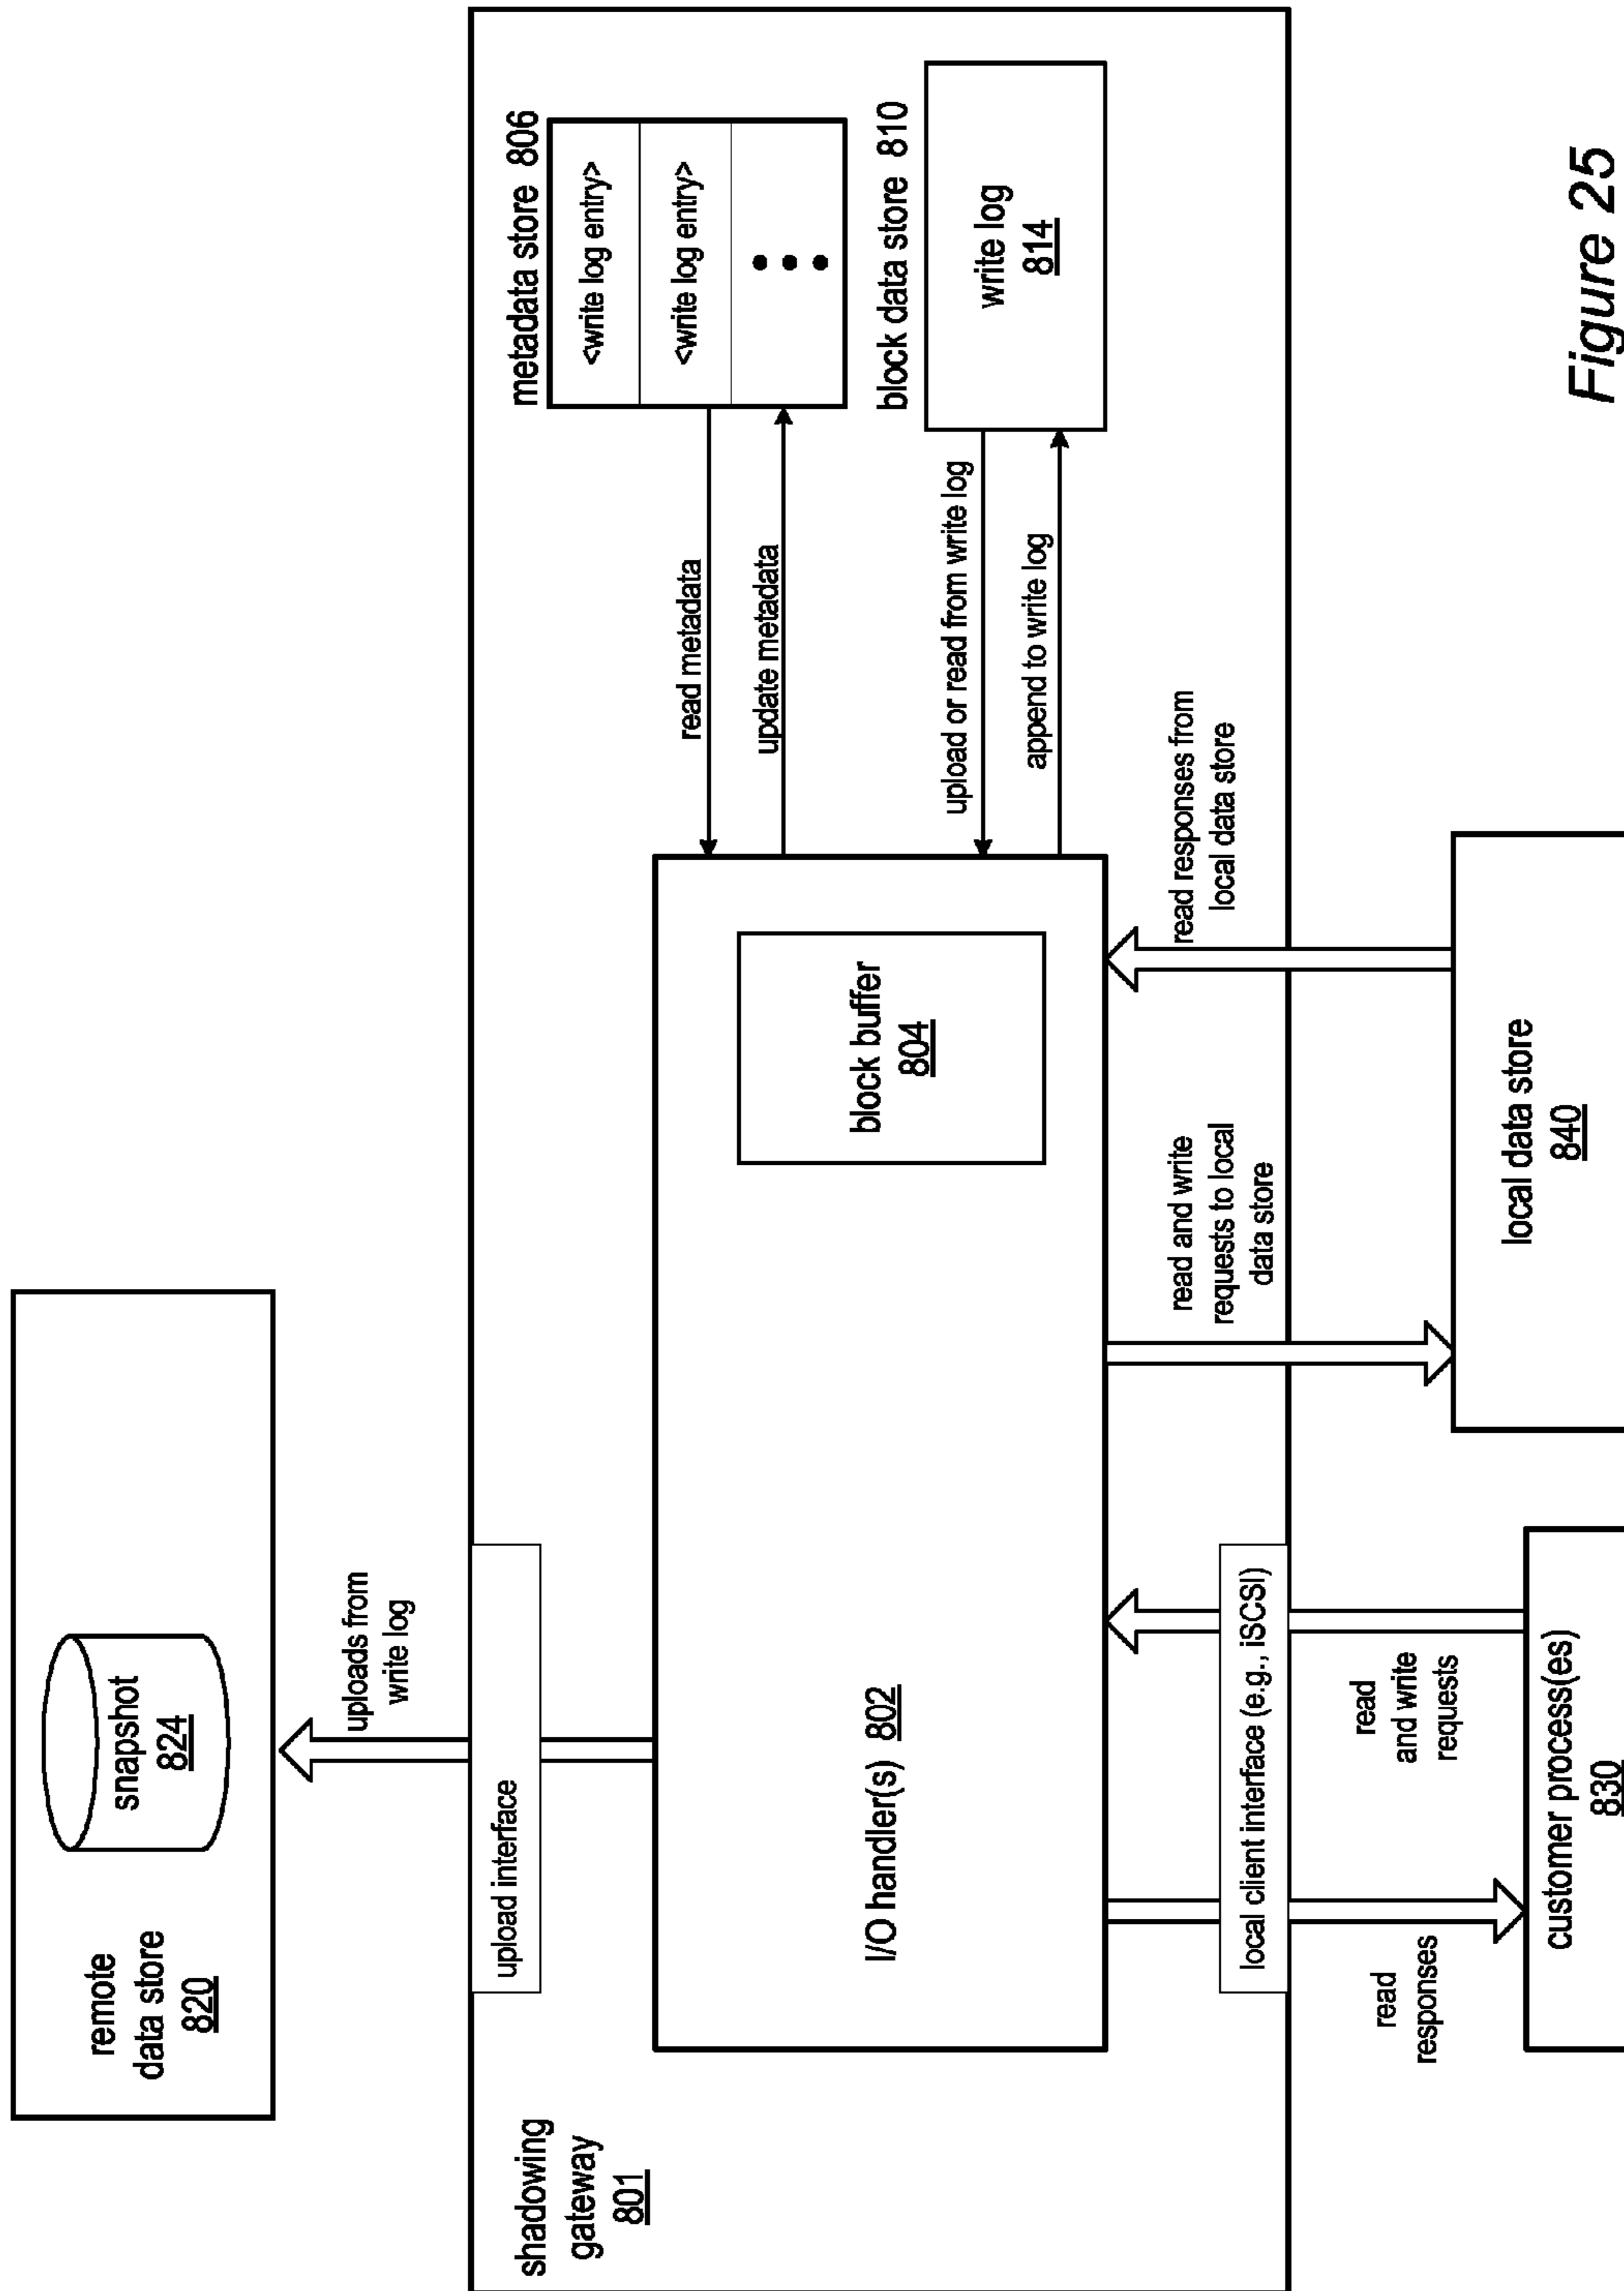 remote
data store
820
snapshot
824
uploads from
write log
shadowing
gateway
801
upload interface
metadata store 806
<write log entry>
<write log entry>
read metadata
update metadata
I/O handler(s) 802
block buffer
804
block data store 810
upload or read from write log
write log
814
append to write log
local client interface (e.g., iSCSI)
read and write
requests to local
data store
read responses from
local data store
read
responses
read
and write
requests
customer process(es)
830
local data store
840
Figure 25